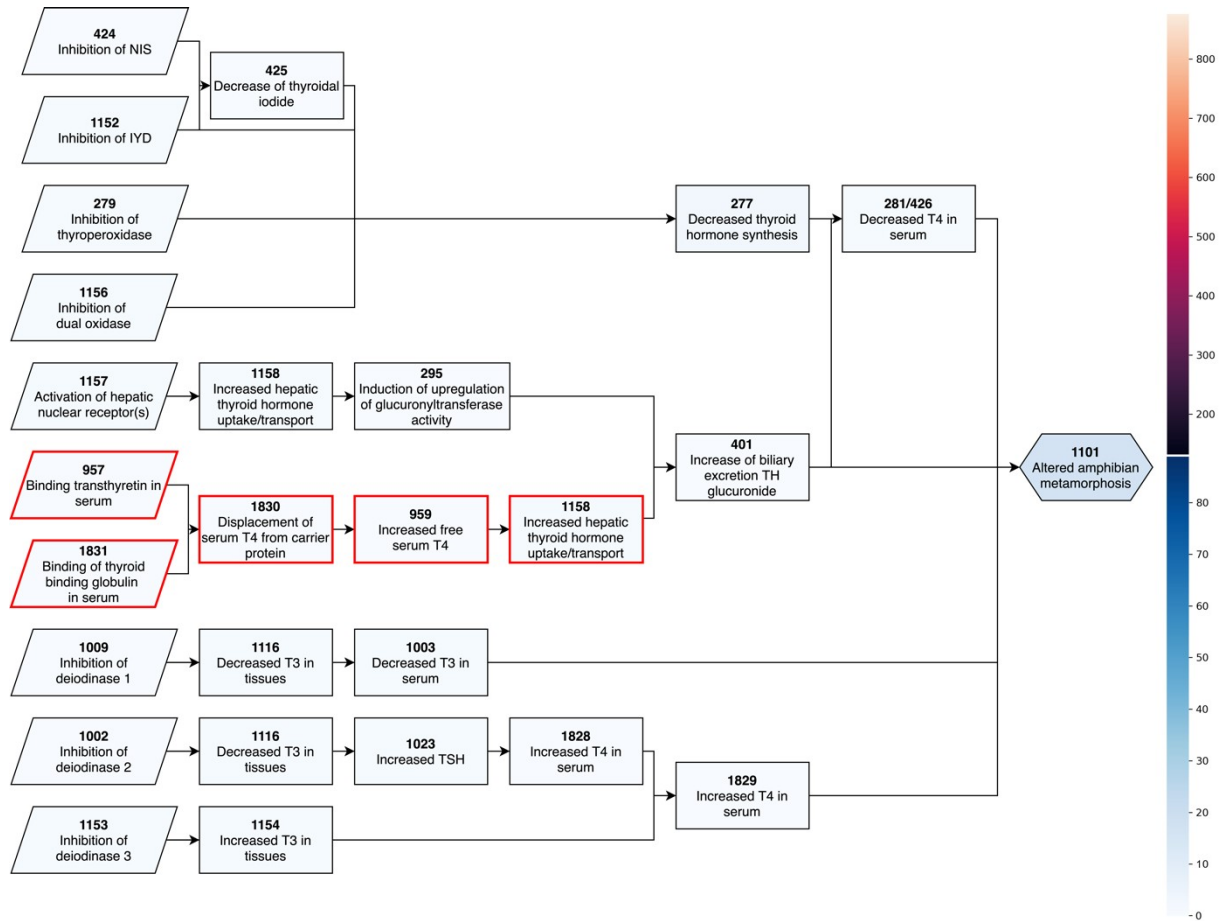 424
Inhibition of NIS
425
Decrease of thyroidal
iodide
1152
Inhibition of IYD
279
Inhibition of
thyroperoxidase
277
Decreased thyroid
hormone synthesis
281/426
Decreased T4 in
serum
1156
Inhibition of
dual oxidase
1157
Activation of hepatic
nuclear receptor(s)
1158
Increased hepatic
thyroid hormone
uptake/transport
295
Induction of upregulation
of glucuronyltransferase
activity
401
Increase of biliary
excretion TH
glucuronide
1101
Altered amphibian
metamorphosis
957
Binding transthyretin in
serum
1831
Binding of thyroid
binding globulin
in serum
1830
Displacement of
serum T4 from carrier
protein
959
Increased free
serum T4
1158
Increased hepatic
thyroid hormone
uptake/transport
1009
Inhibition of
deiodinase 1
1116
Decreased T3 in
tissues
1003
Decreased T3 in
serum
1002
Inhibition of
deiodinase 2
1116
Decreased T3 in
tissues
1023
Increased TSH
1828
Increased T4 in
serum
1829
Increased T4 in
serum
1153
Inhibition of
deiodinase 3
1154
Increased T3 in
tissues
800
700
600
500
400
300
200
80
70
60
50
40
30
20
10
0